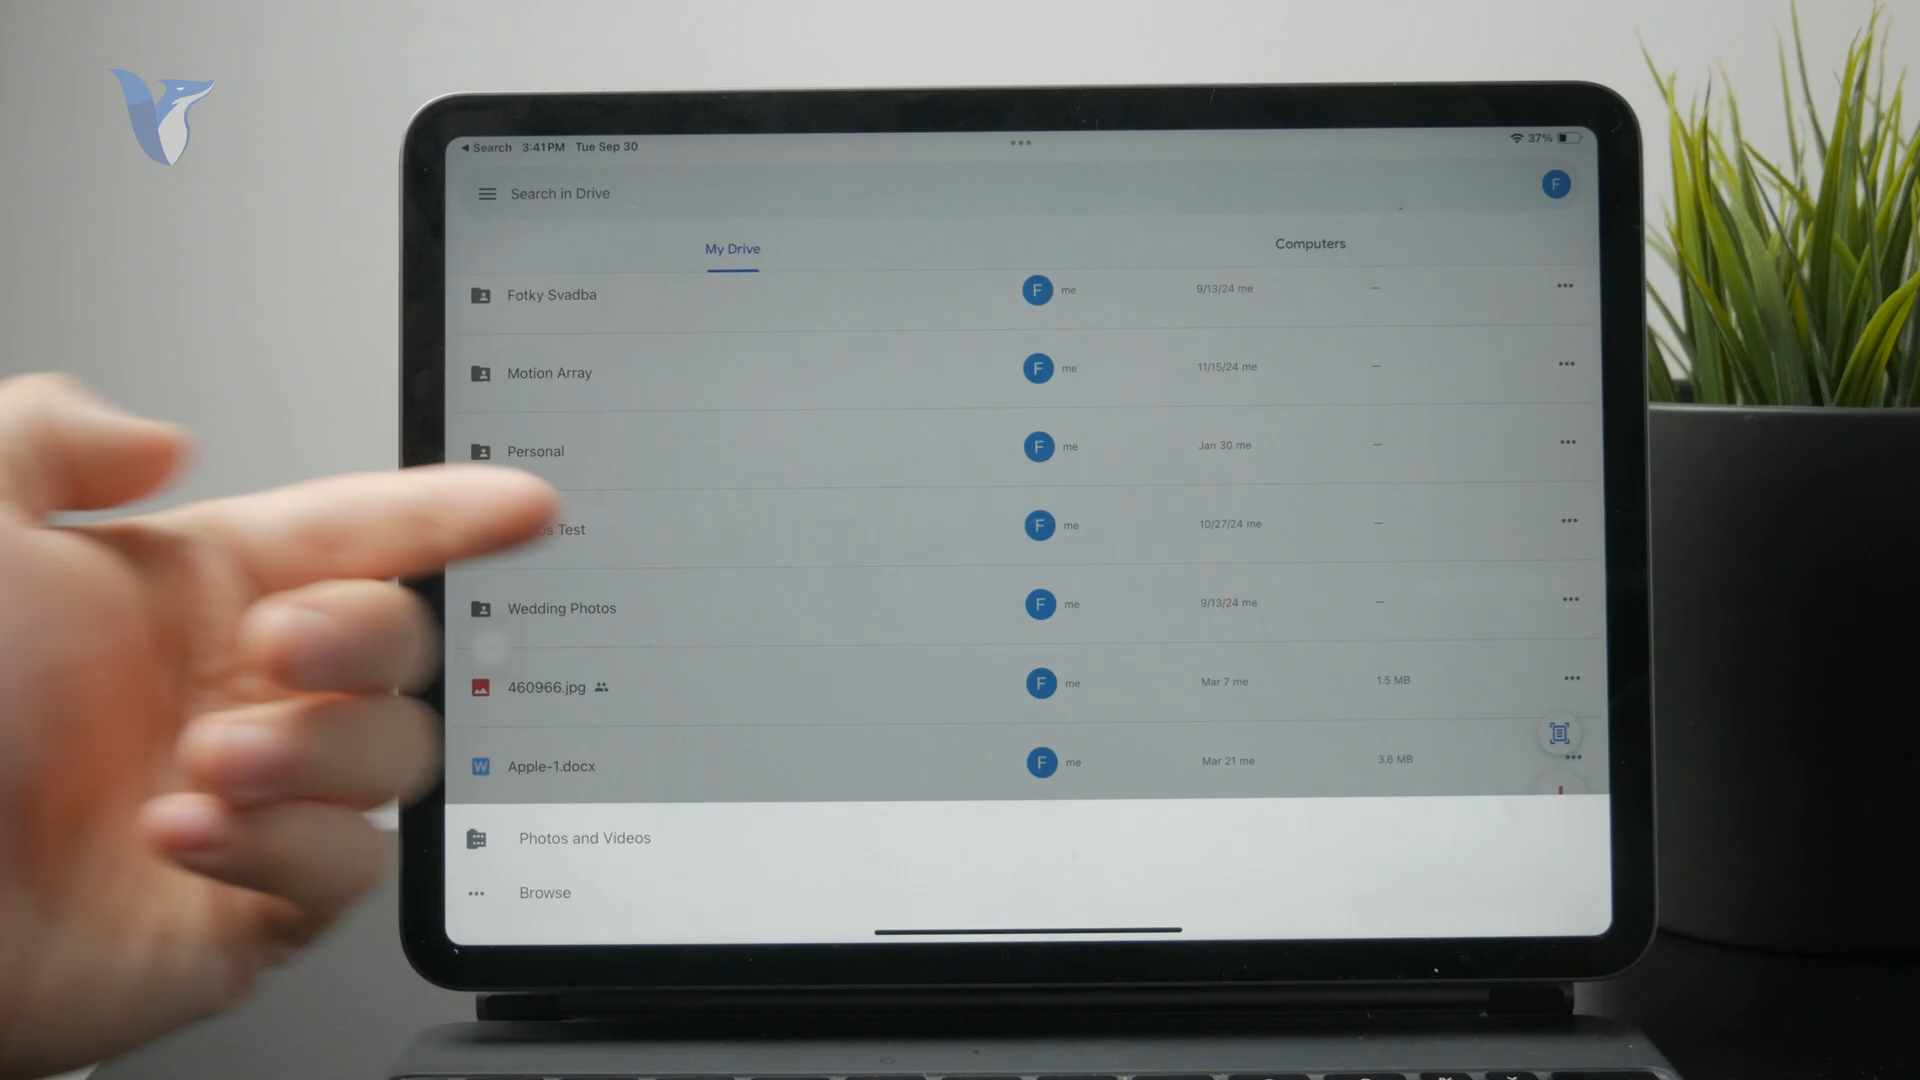 Search 3:41 PM Tue Sep 30
37%
Search in Drive
F
My Drive
Computers
Fotky Svadba F me 9/13/24 me —
Motion Array F me 11/15/24 me —
Personal F me Jan 30 me —
Test F me 10/27/24 me —
Wedding Photos F me 9/13/24 me —
460966.jpg F me Mar 7 me 1.5 MB
W Apple-1.docx F me Mar 21 me 3.6 MB
Photos and Videos
Browse